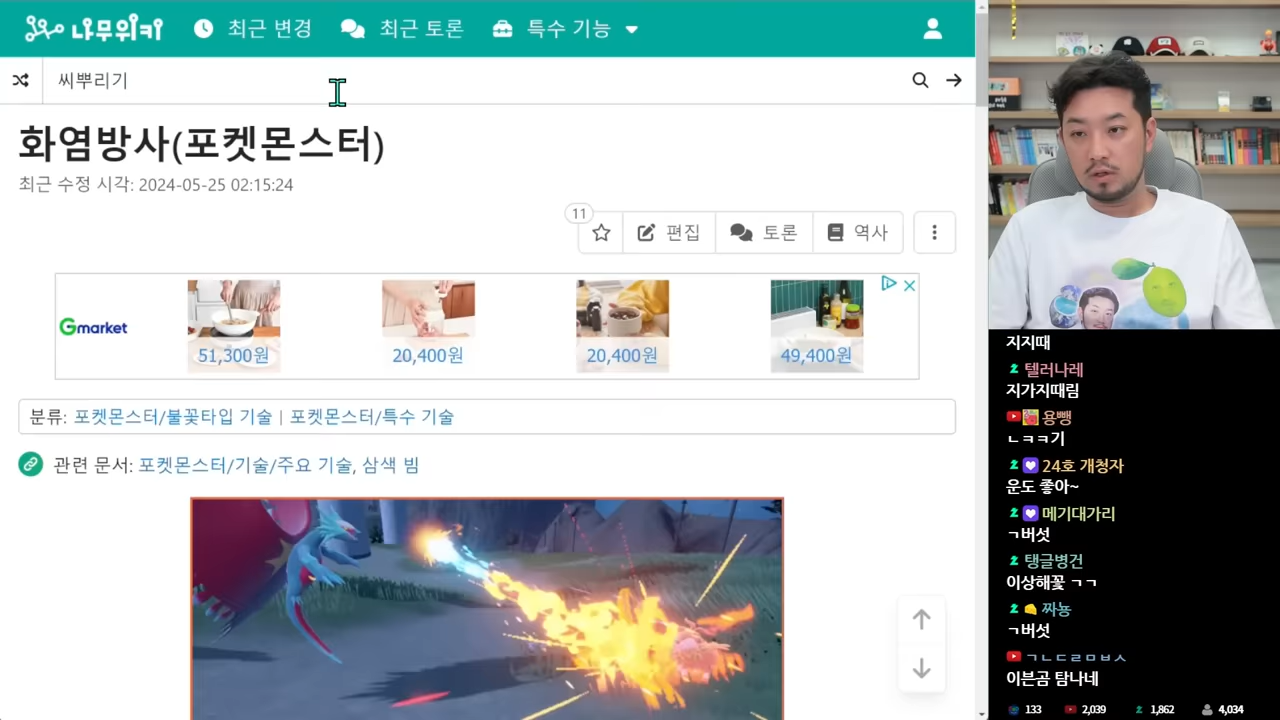 나무위키
최근 변경
최근 토론
특수 기능
씨뿌리기
화염방사(포켓몬스터)
최근 수정 시각: 2024-05-25 02:15:24
11
편집
토론
역사
Gmarket
51,300원
20,400원
20,400원
49,400원
분류: 포켓몬스터/불꽃타입 기술 | 포켓몬스터/특수 기술
관련 문서: 포켓몬스터/기술/주요 기술, 삼색 빔
지지때
텔러나레
지가지때림
용뺑
ㄴㅋㅋ기
24호 개청자
운도 좋아~
메기대가리
ㄱ버섯
탱글병건
이상해꽃 ㄱㄱ
짜농
ㄱ버섯
ㄱㄴㄷㄹㅁㅂㅅ
이븐곰 탐나네
133
2,039
1,862
4,034